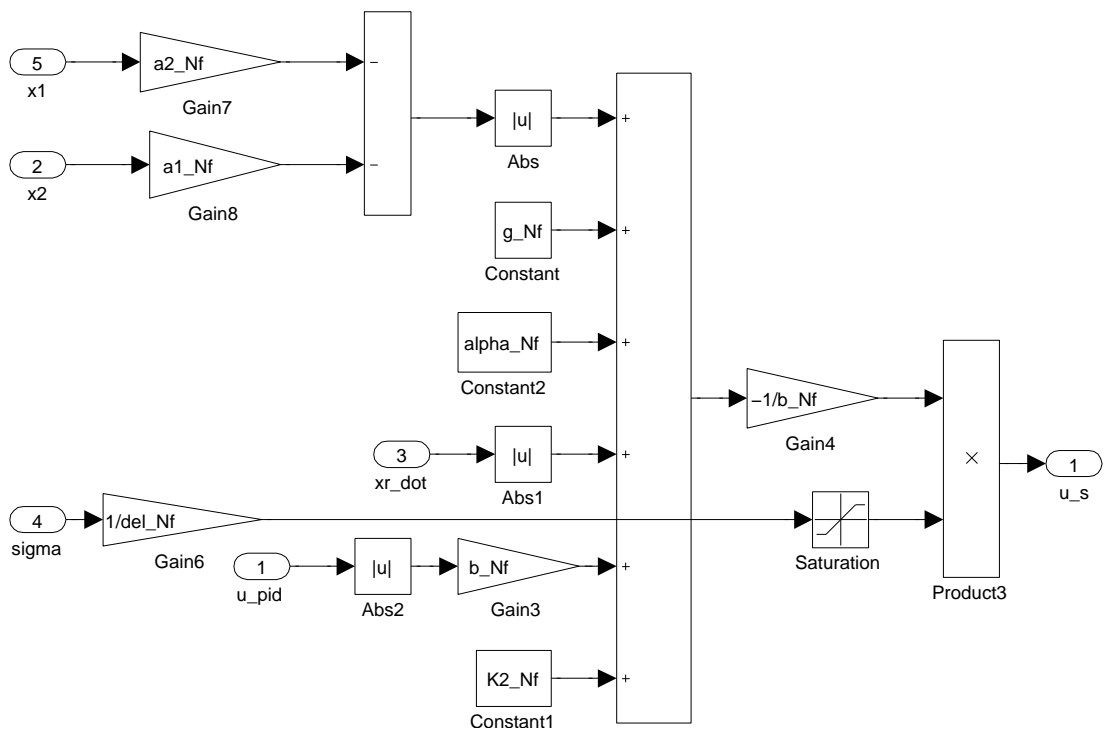 5
x1
a2_Nf
Gain7
−
2
x2
a1_Nf
Gain8
−
|u|
Abs
+
g_Nf
Constant
+
alpha_Nf
Constant2
+
−1/b_Nf
Gain4
3
xr_dot
|u|
Abs1
+
×
1
u_s
4
sigma
1/del_Nf
Gain6
Saturation
Product3
1
u_pid
|u|
Abs2
b_Nf
Gain3
+
K2_Nf
Constant1
+